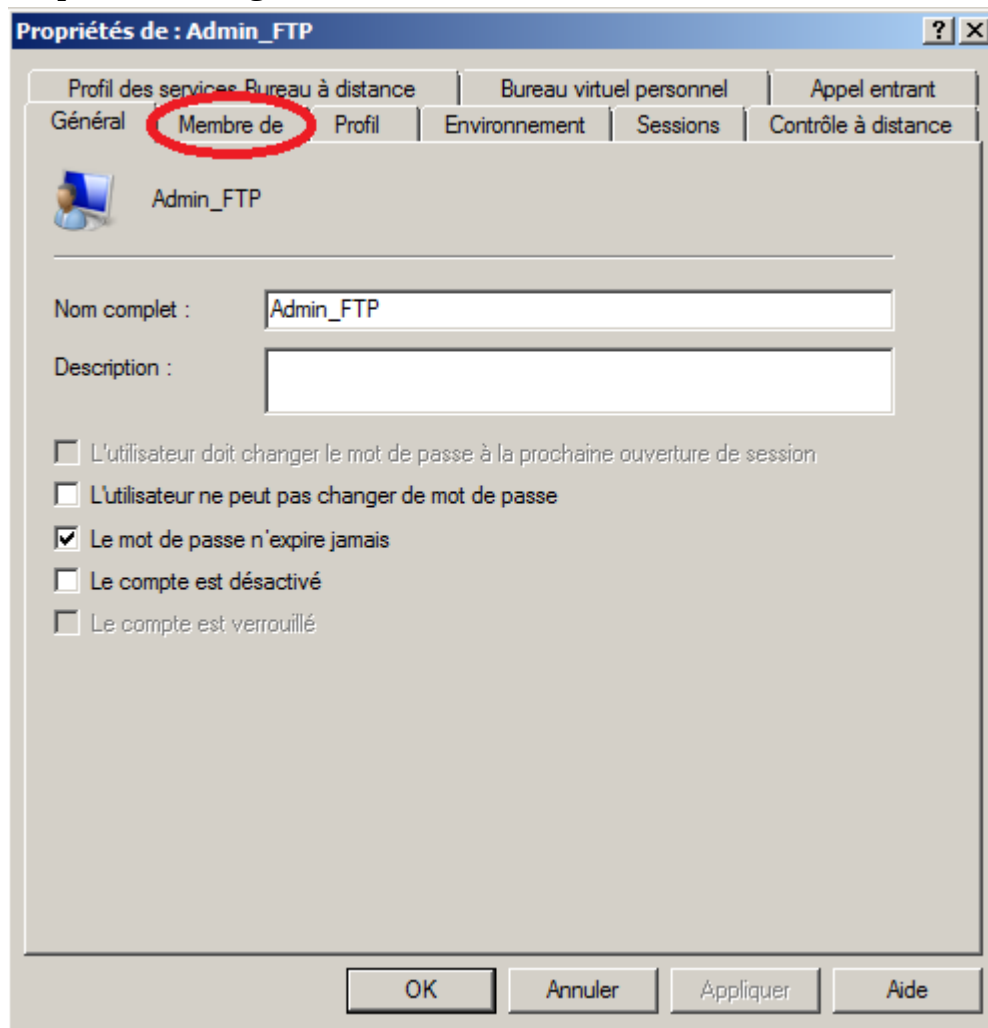 Propriétés de : Admin_FTP
Profil des services Bureau à distance Bureau virtuel personnel Appel entrant
Général Membre de Profil Environnement Sessions Contrôle à distance
Admin_FTP
Nom complet : Admin_FTP
Description :
L'utilisateur doit changer le mot de passe à la prochaine ouverture de session
L'utilisateur ne peut pas changer de mot de passe
Le mot de passe n'expire jamais
Le compte est désactivé
Le compte est verrouillé
OK Annuler Appliquer Aide